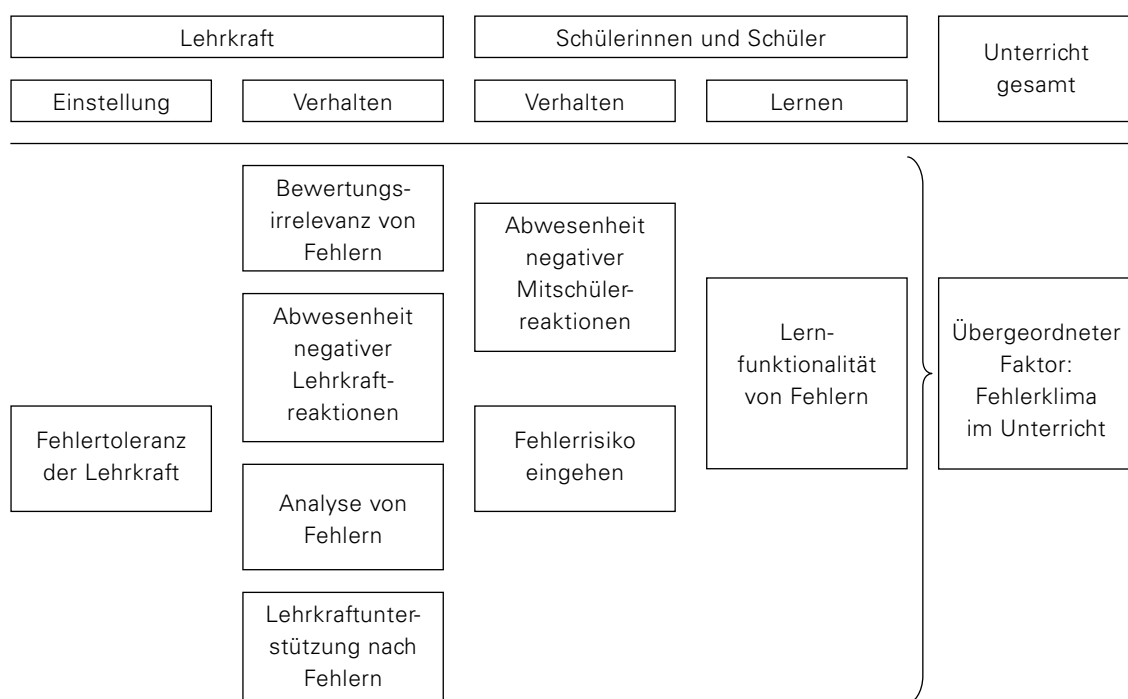 Lehrkraft
Schülerinnen und Schüler
Unterricht
gesamt
Einstellung
Verhalten
Verhalten
Lernen
Fehlertoleranz
der Lehrkraft
Bewertungs-
irrelevanz von
Fehlern
Abwesenheit
negativer
Lehrkraft-
reaktionen
Analyse von
Fehlern
Lehrkraftunter-
stützung nach
Fehlern
Abwesenheit
negativer
Mitschüler-
reaktionen
Fehlerrisiko
eingehen
Lern-
funktionalität
von Fehlern
Übergeordneter
Faktor:
Fehlerklima
im Unterricht